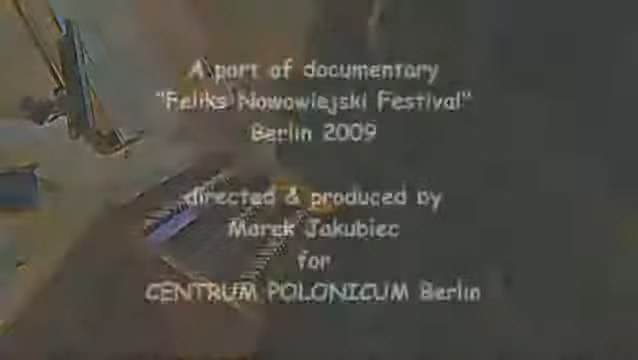 A part of documentary
"Feliks Nowowiejski Festival"
Berlin 2009
directed & produced by
Marek Jakubiec
for
CENTRUM POLONICUM Berlin